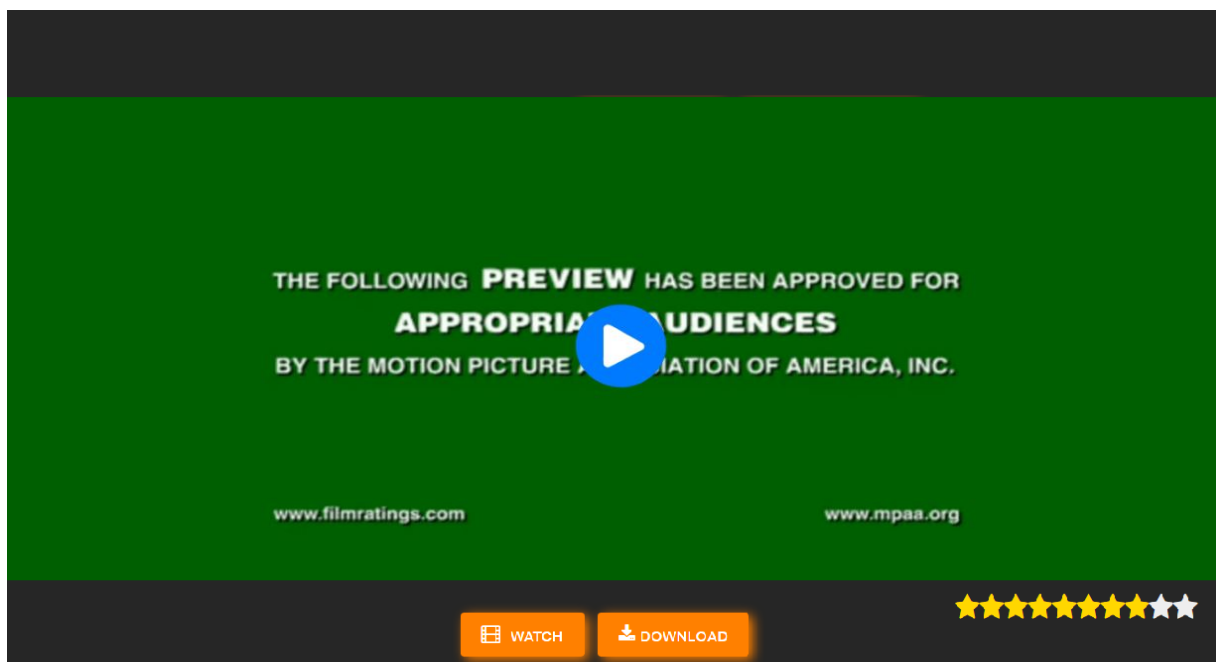 THE FOLLOWING PREVIEW HAS BEEN APPROVED FOR
BY THE MOTION PICTURE OF AMERICA, INC.
www.filmratings.com www.mpaa.org
WATCH DOWNLOAD